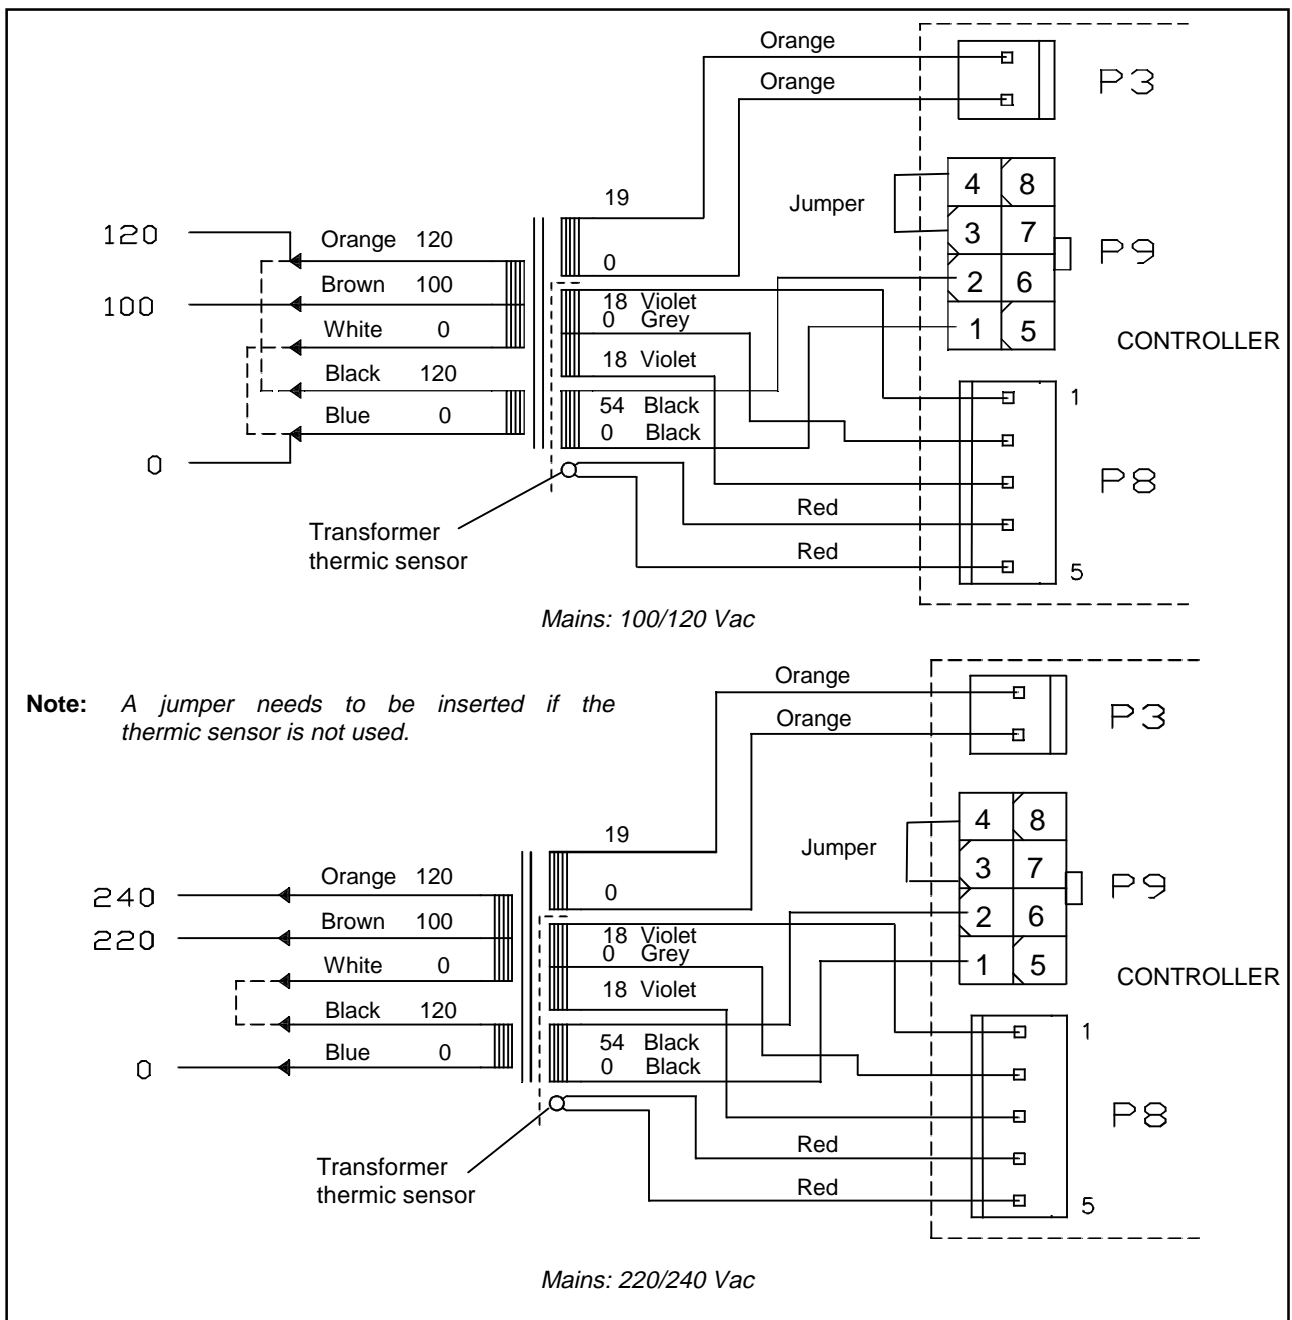 Orange
Orange
P3
19
Jumper
4 8
120
Orange 120
3 7
P9
0
Brown 100
2 6
100
18 Violet
0 Grey
White 0
1 5
CONTROLLER
18 Violet
Black 120
1
54 Black
Blue 0
0 Black
0
P8
Red
Transformer
thermic sensor
Red
5
Mains: 100/120 Vac
Orange
Note: A jumper needs to be inserted if the
thermic sensor is not used.
Orange
P3
19
Jumper
4 8
240
Orange 120
3 7
P9
0
Brown 100
2 6
220
18 Violet
0 Grey
White 0
1 5
CONTROLLER
18 Violet
Black 120
1
54 Black
Blue 0
0 Black
0
P8
Red
Transformer
thermic sensor
Red
5
Mains: 220/240 Vac